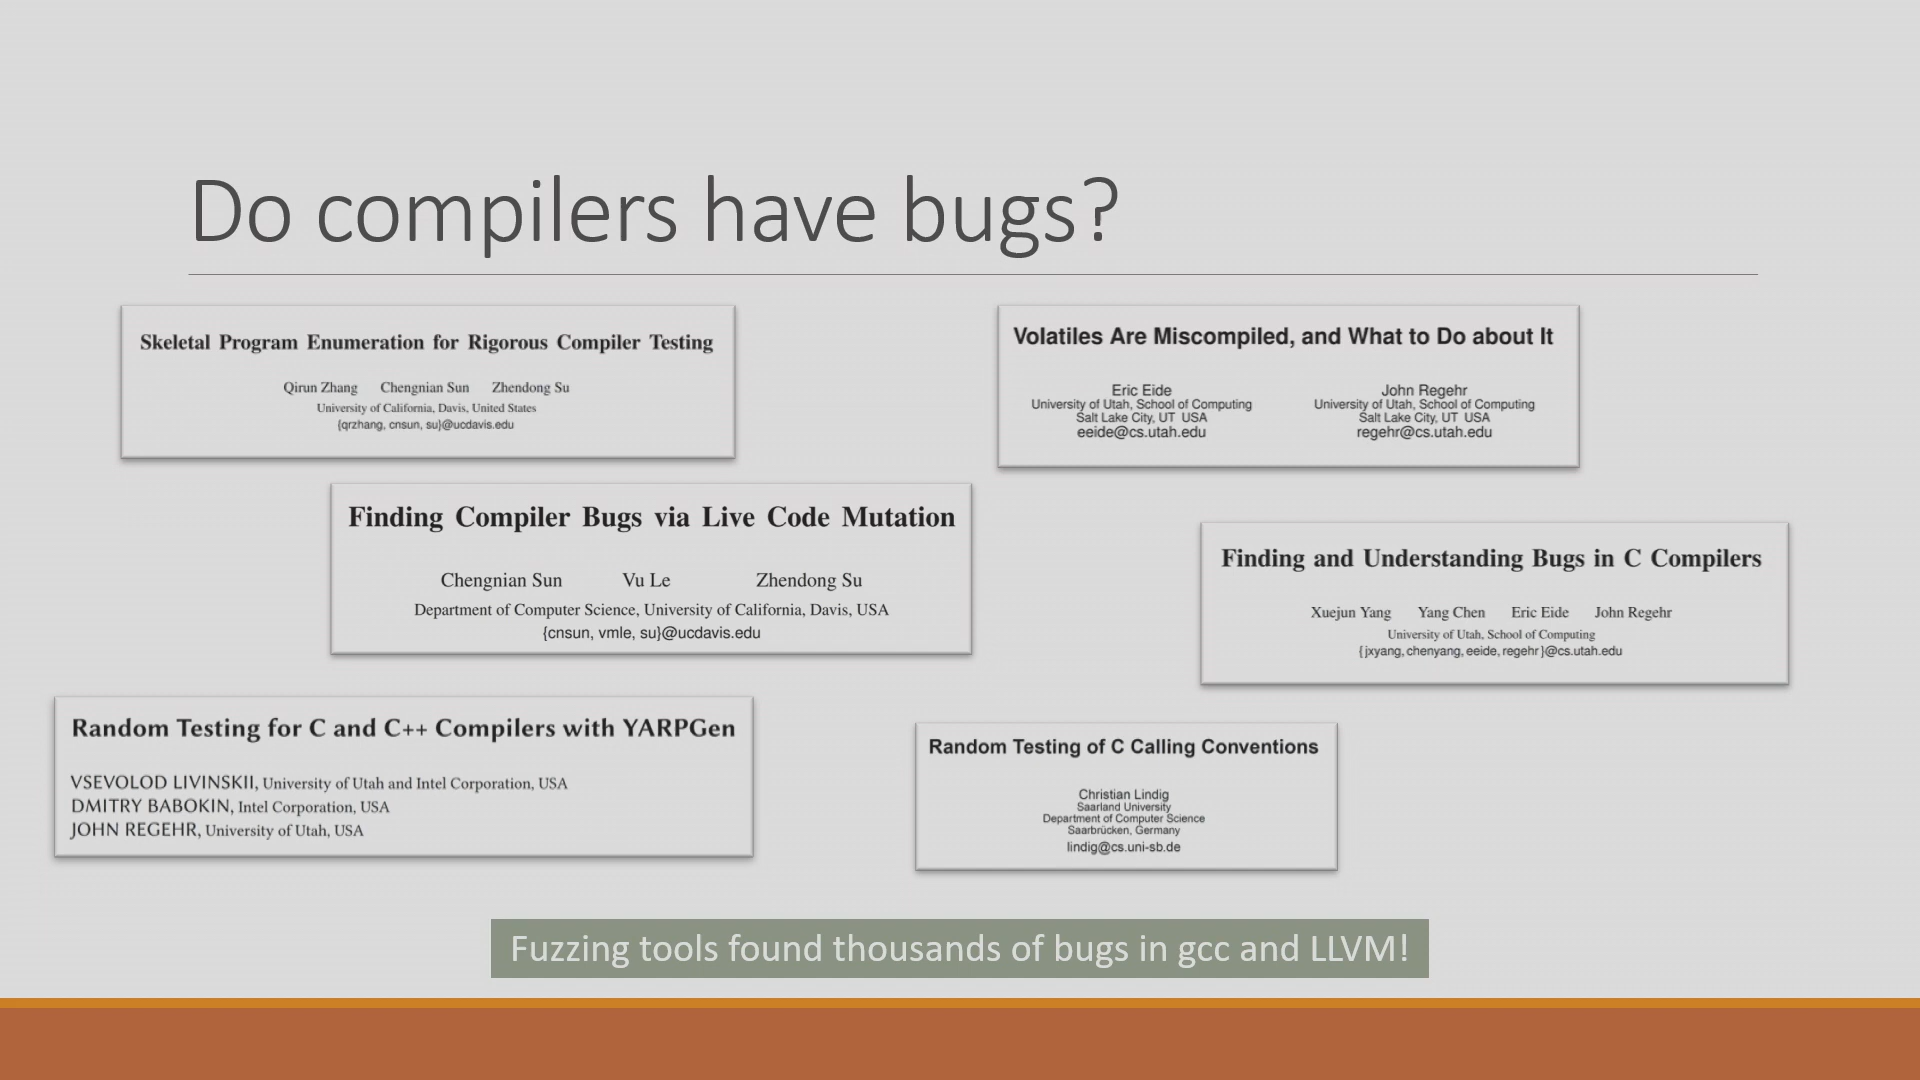 Do compilers have bugs?
Skeletal Program Enumeration for Rigorous Compiler Testing
Qirun Zhang Chengnian Sun Zhendong Su
University of California, Davis, United States
{qrzhang, cnsun, su}@ucdavis.edu
Volatiles Are Miscompiled, and What to Do about It
Eric Eide
University of Utah, School of Computing
Salt Lake City, UT USA
eeide@cs.utah.edu
John Regehr
University of Utah, School of Computing
Salt Lake City, UT USA
regehr@cs.utah.edu
Finding Compiler Bugs via Live Code Mutation
Chengnian Sun Vu Le Zhendong Su
Department of Computer Science, University of California, Davis, USA
{cnsun, vmle, su}@ucdavis.edu
Finding and Understanding Bugs in C Compilers
Xuejun Yang Yang Chen Eric Eide John Regehr
University of Utah, School of Computing
{jxyang, chenyang, eeide, regehr}@cs.utah.edu
Random Testing for C and C++ Compilers with YARPGen
VSEVOLOD LIVINSKII, University of Utah and Intel Corporation, USA
DMITRY BABOKIN, Intel Corporation, USA
JOHN REGEHR, University of Utah, USA
Random Testing of C Calling Conventions
Christian Lindig
Saarland University
Department of Computer Science
Saarbrücken, Germany
lindig@cs.uni-sb.de
Fuzzing tools found thousands of bugs in gcc and LLVM!